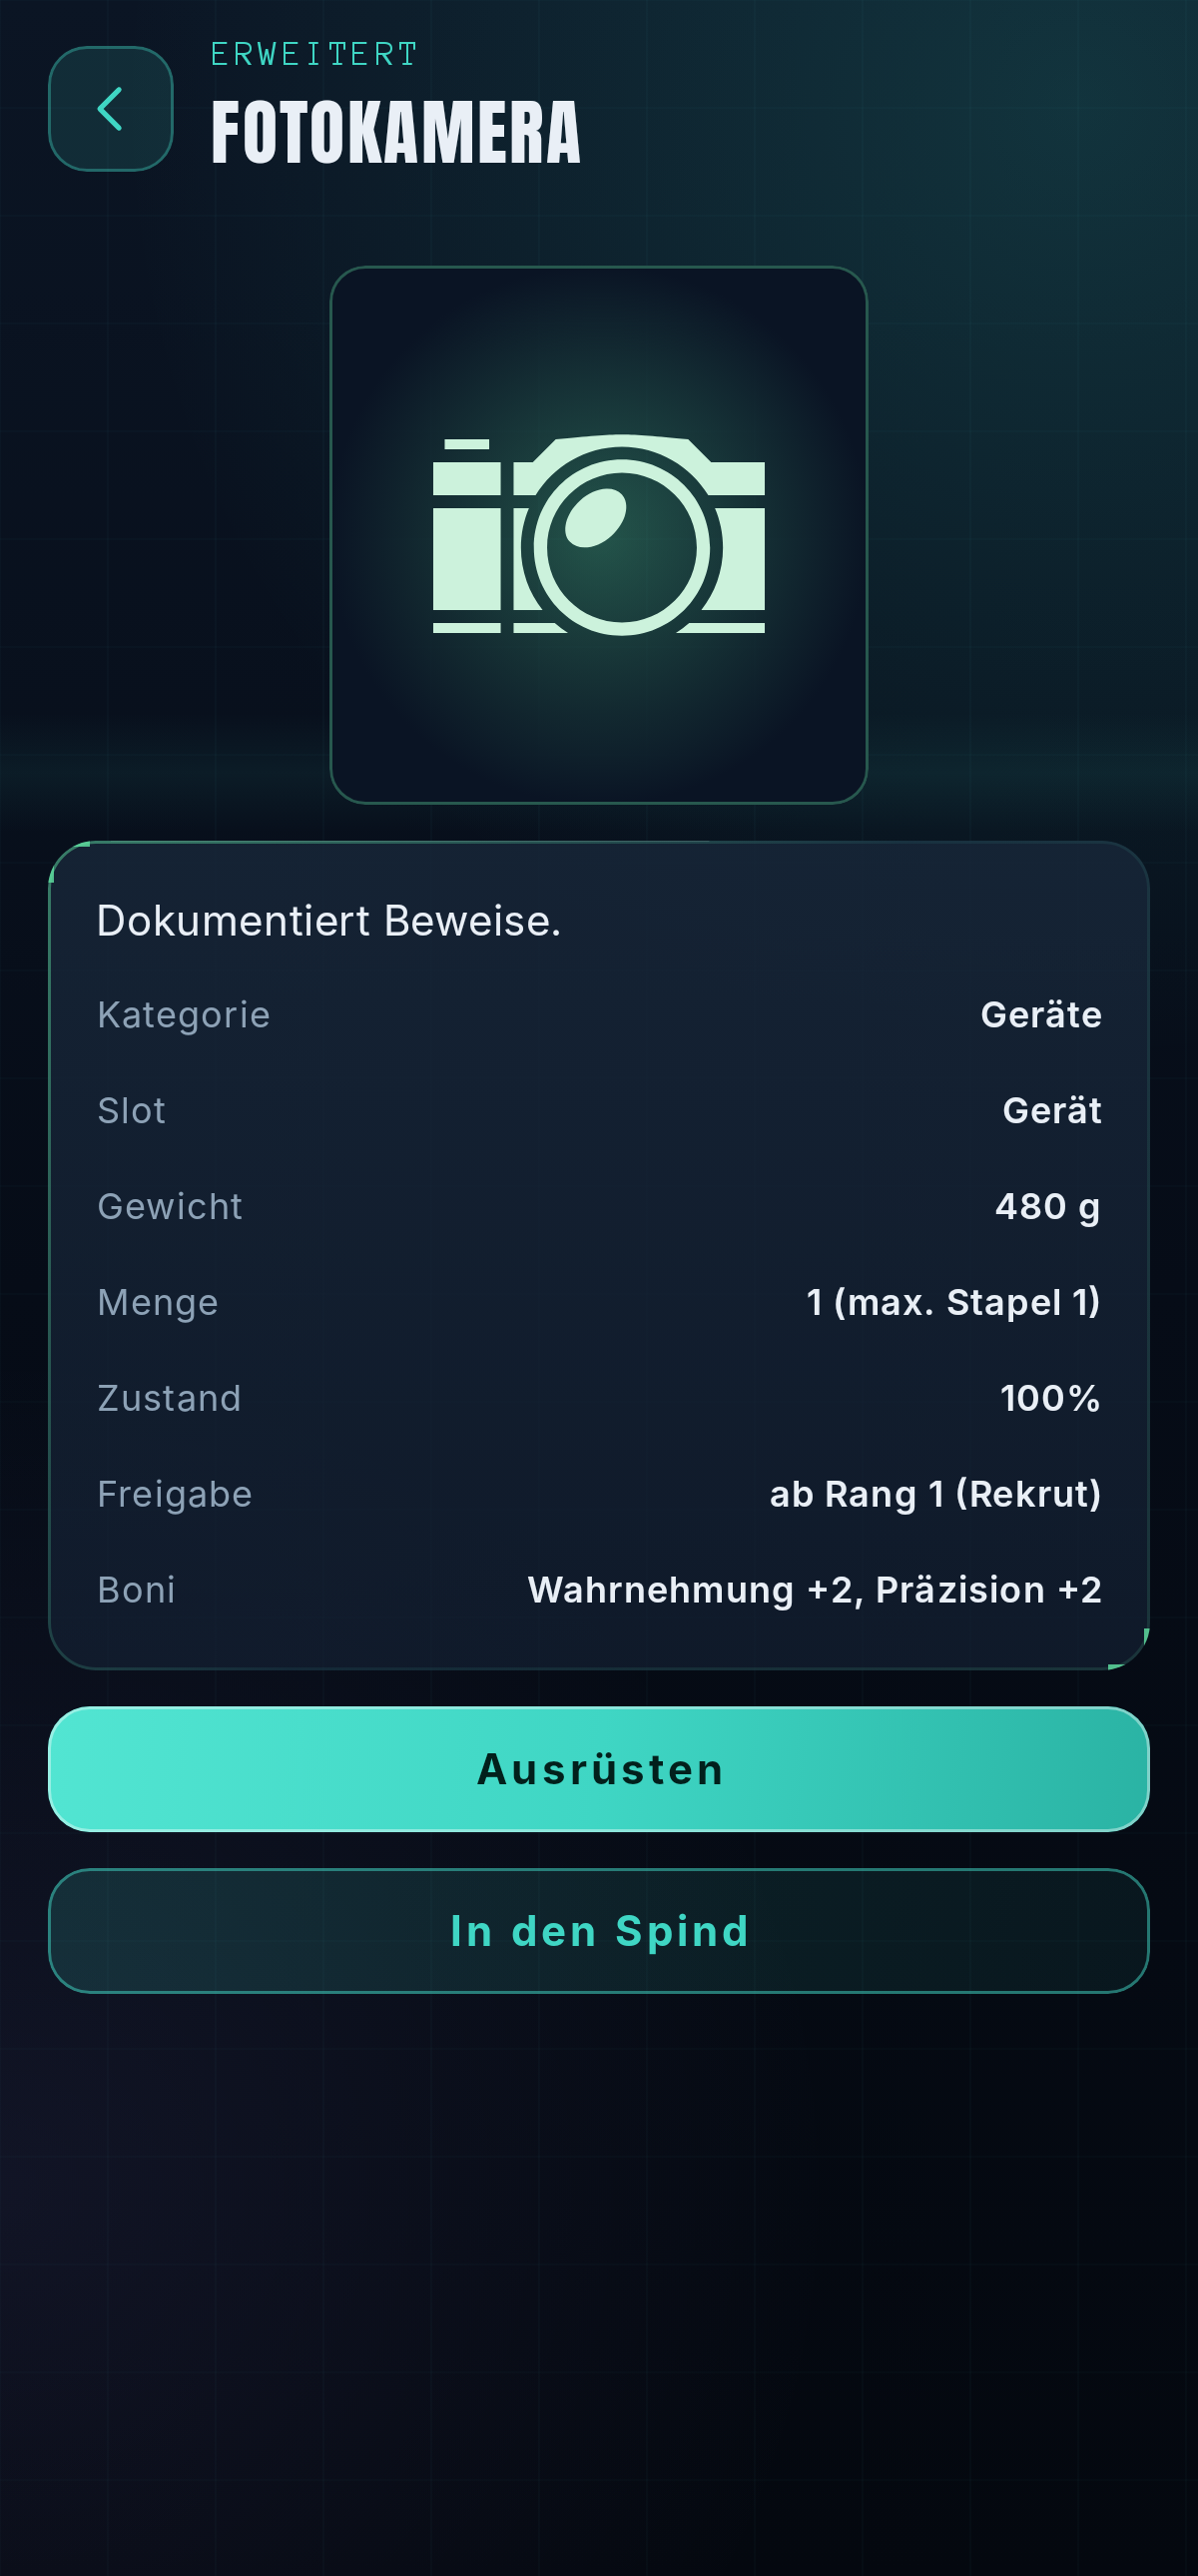 ERWEITERT
FOTOKAMERA
Dokumentiert Beweise.
Kategorie Geräte
Slot Gerät
Gewicht 480 g
Menge 1 (max. Stapel 1)
Zustand 100%
Freigabe ab Rang 1 (Rekrut)
Boni Wahrnehmung +2, Präzision +2
Ausrüsten
In den Spind